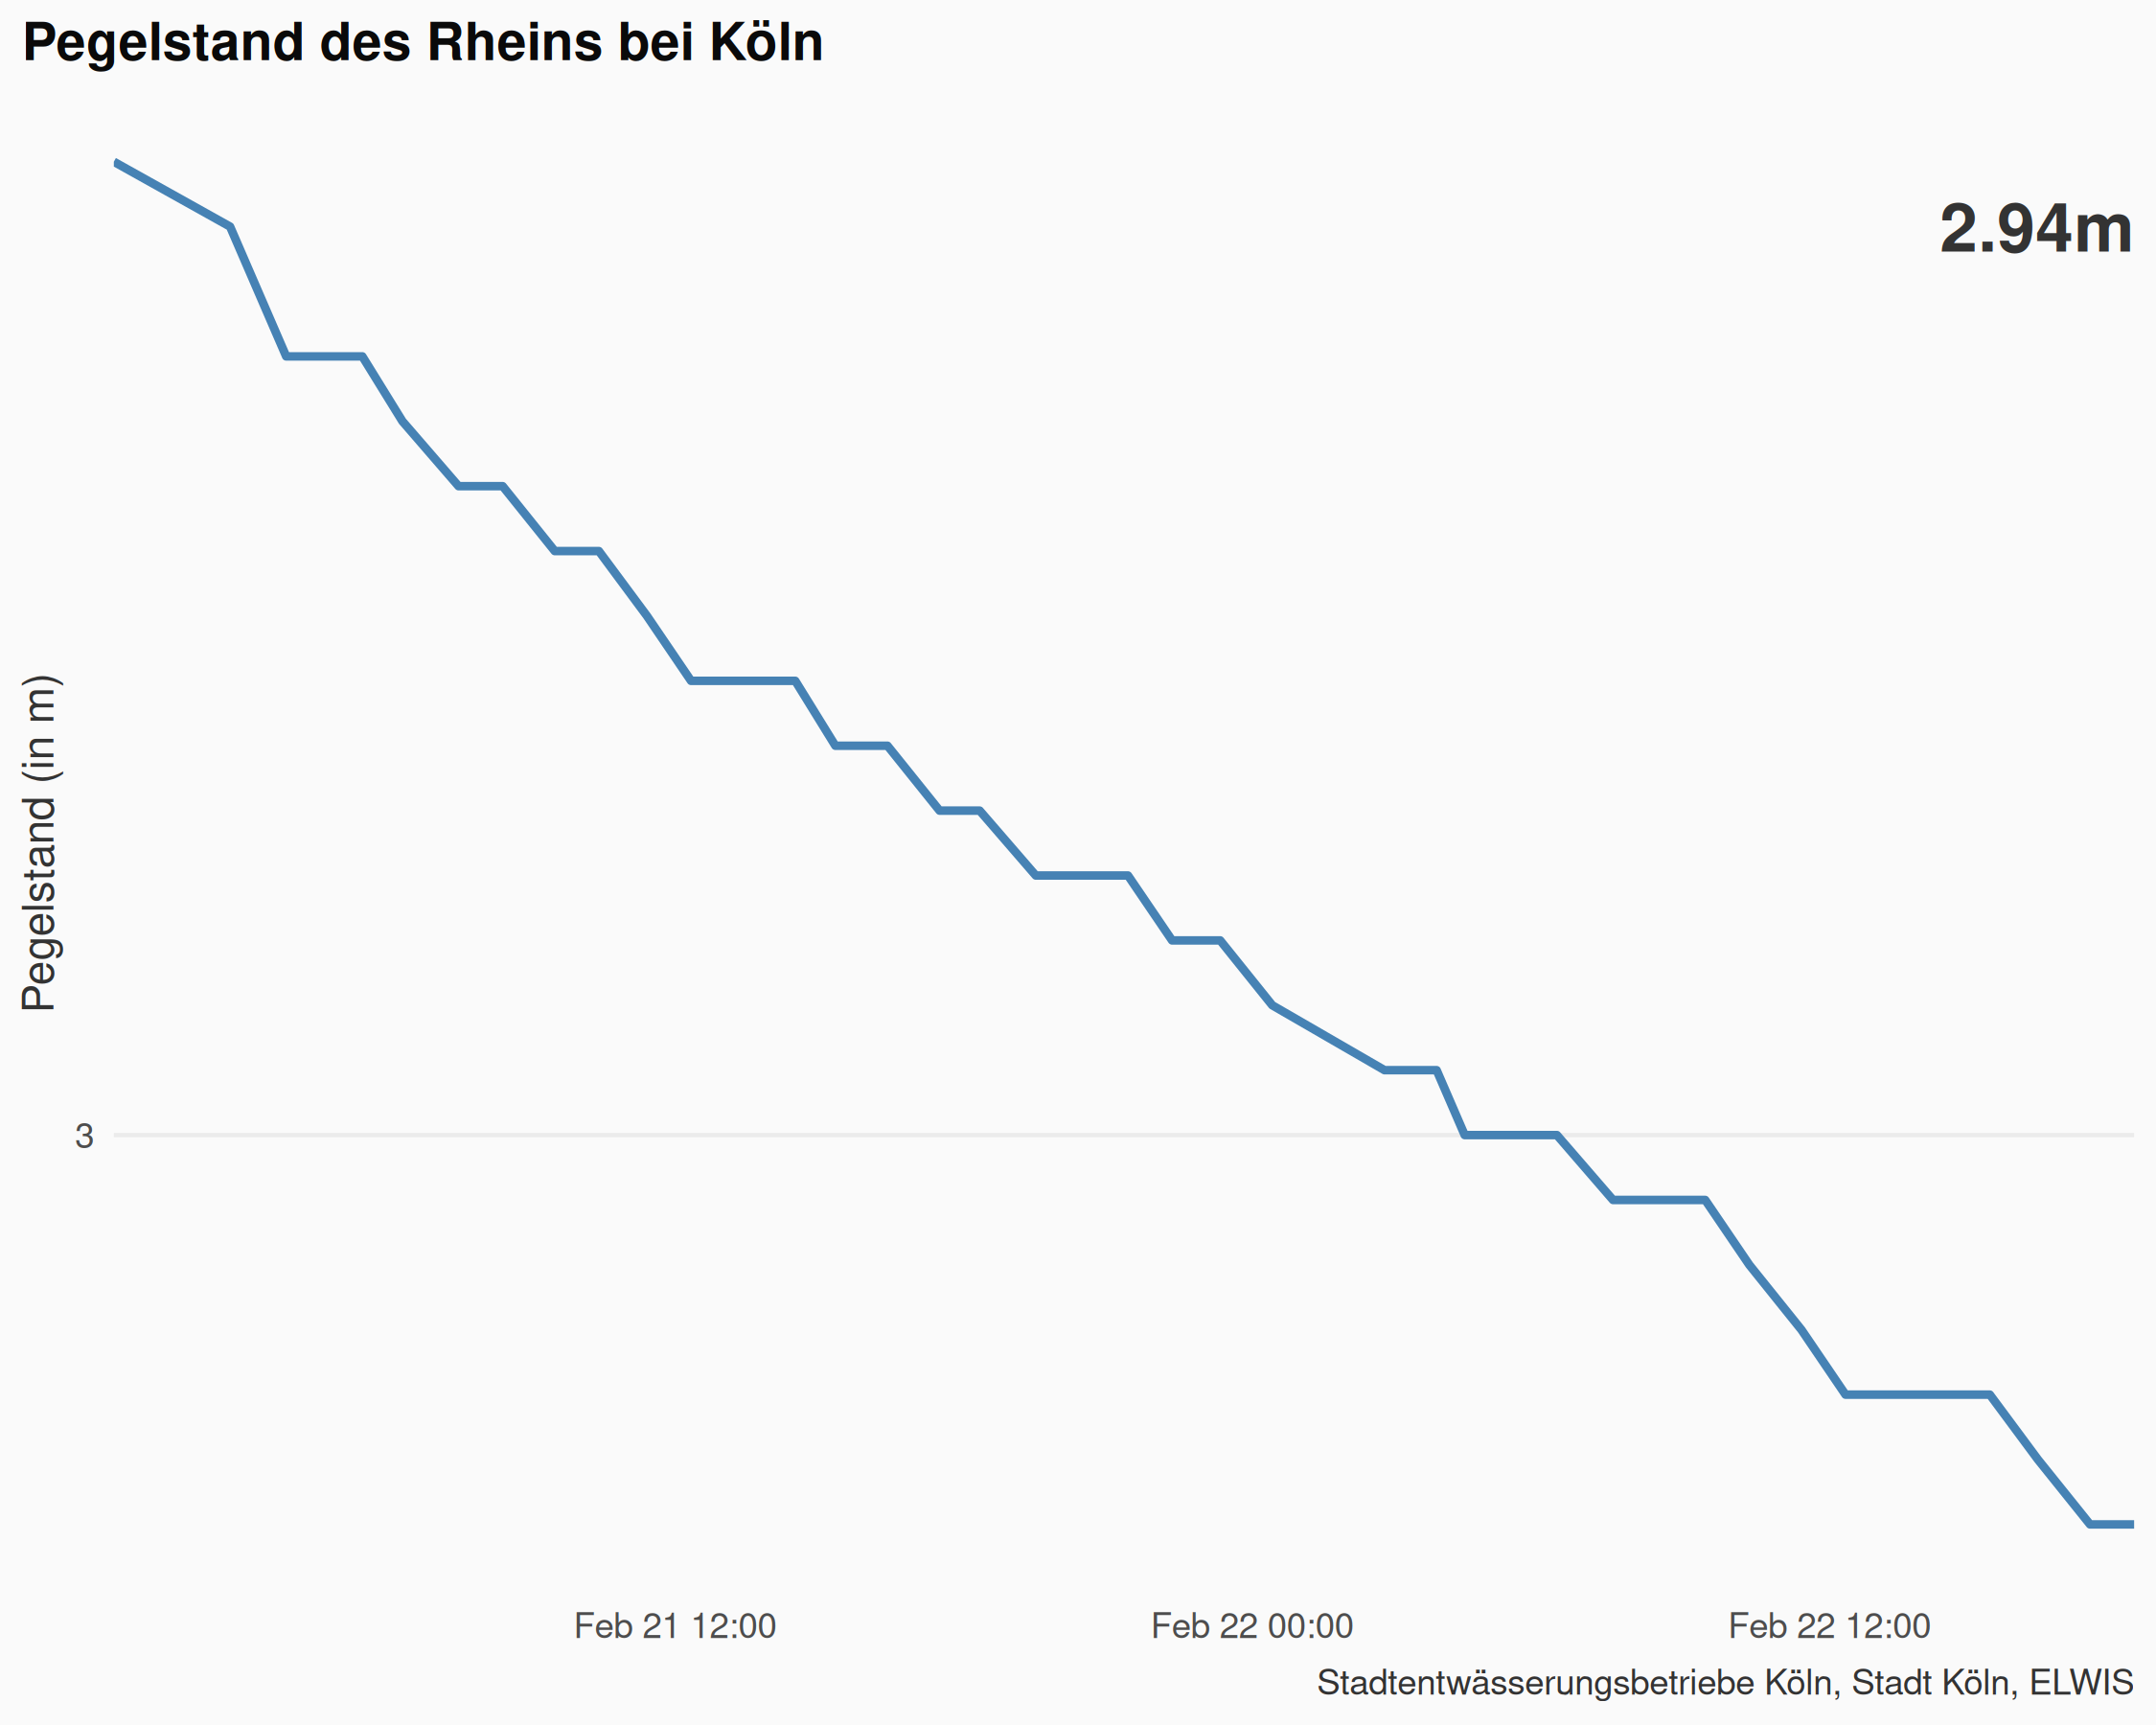 Pegelstand des Rheins bei Köln
2.94m
Pegelstand (in m)
3
Feb 21 12:00
Feb 22 00:00
Feb 22 12:00
Stadtentwässerungsbetriebe Köln, Stadt Köln, ELWIS